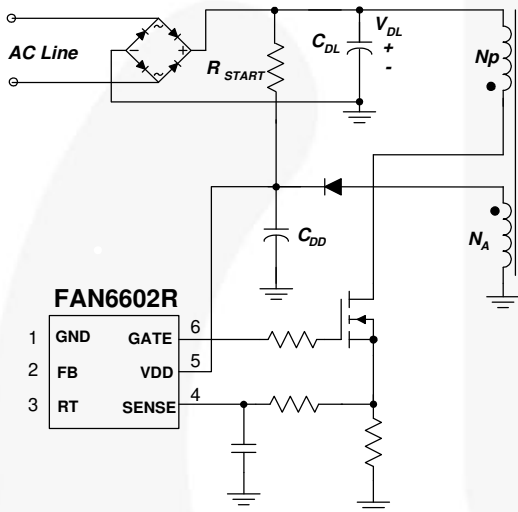 AC Line
~
-
+
~
R START
C DL
V DL
+
-
Np
C DD
N A
FAN6602R
1 GND GATE 6
2 FB VDD 5
3 RT SENSE 4